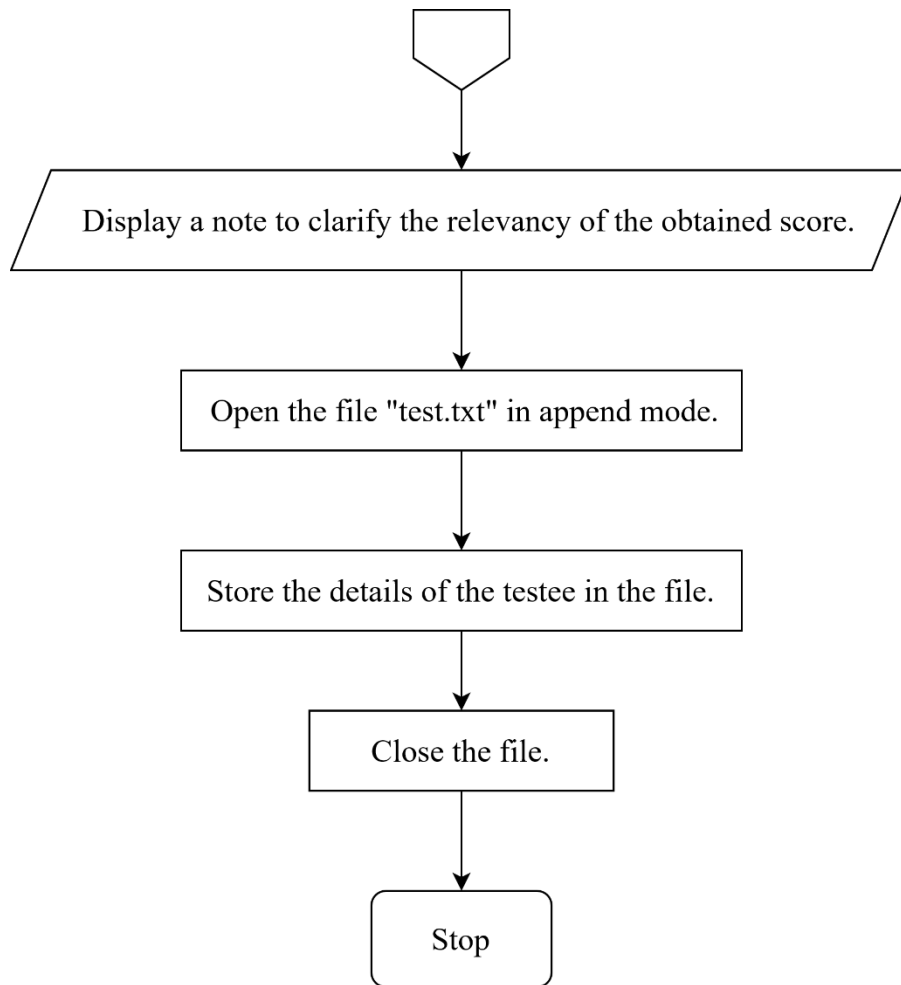 Display a note to clarify the relevancy of the obtained score.
Open the file "test.txt" in append mode.
Store the details of the testee in the file.
Close the file.
Stop